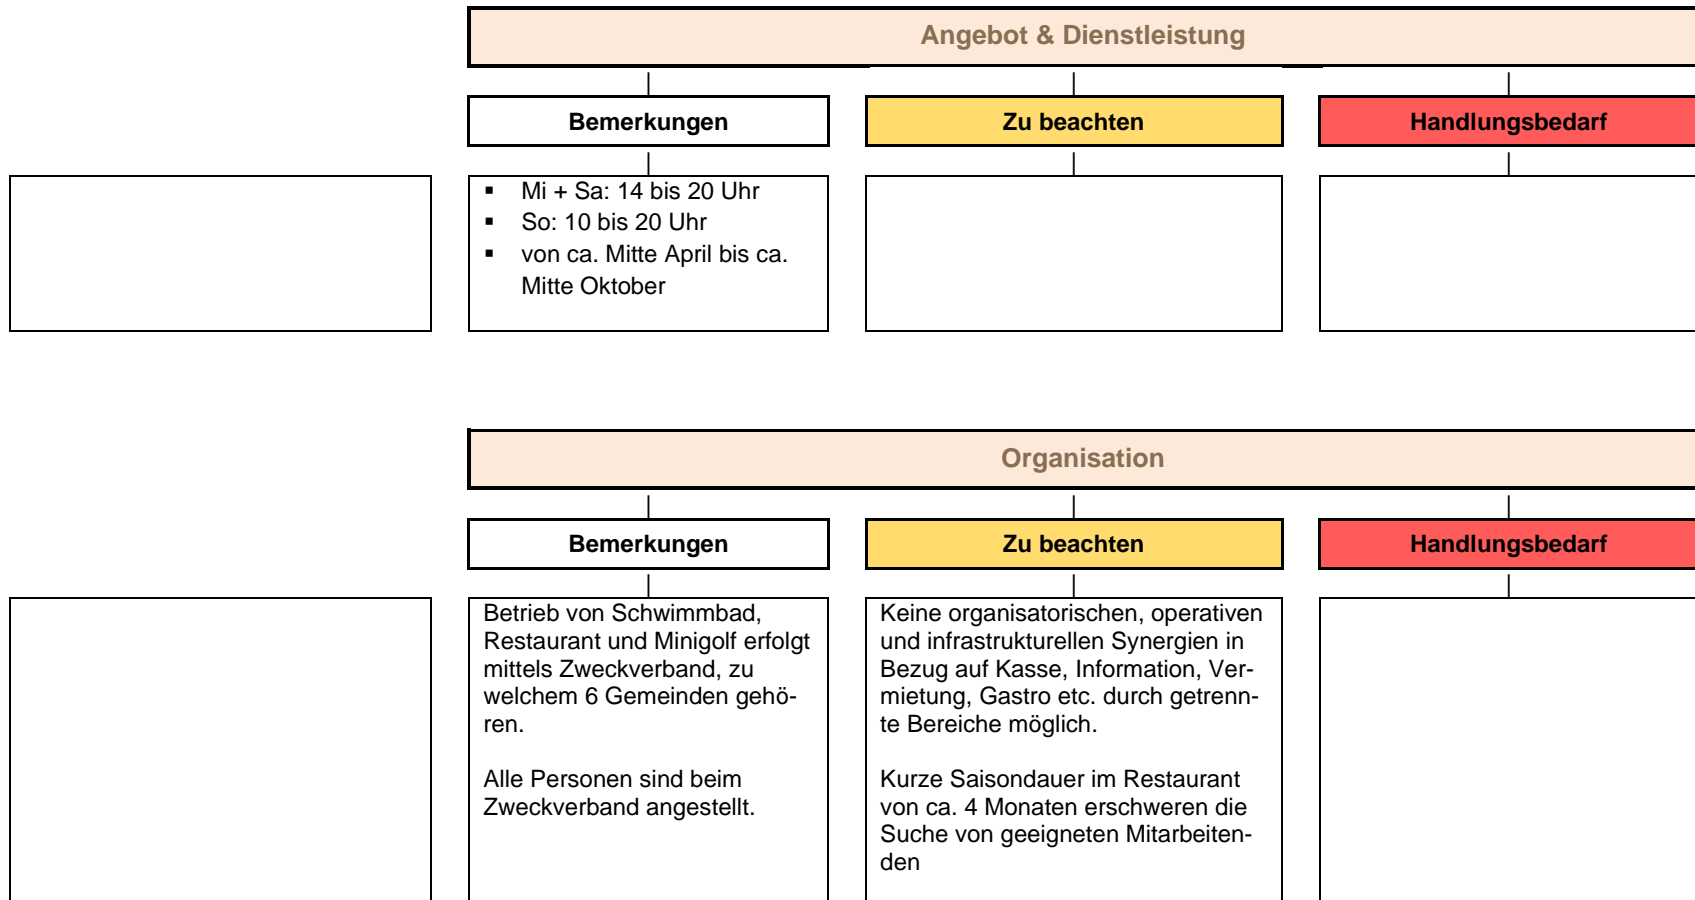 Angebot & Dienstleistung
Bemerkungen
Zu beachten
Handlungsbedarf
▪ Mi + Sa: 14 bis 20 Uhr
▪ So: 10 bis 20 Uhr
▪ von ca. Mitte April bis ca.
Mitte Oktober
Organisation
Bemerkungen
Zu beachten
Handlungsbedarf
Betrieb von Schwimmbad,
Restaurant und Minigolf erfolgt
mittels Zweckverband, zu
welchem 6 Gemeinden gehö-
ren.
Alle Personen sind beim
Zweckverband angestellt.
Keine organisatorischen, operativen
und infrastrukturellen Synergien in
Bezug auf Kasse, Information, Ver-
mietung, Gastro etc. durch getrenn-
te Bereiche möglich.
Kurze Saisondauer im Restaurant
von ca. 4 Monaten erschweren die
Suche von geeigneten Mitarbeiten-
den